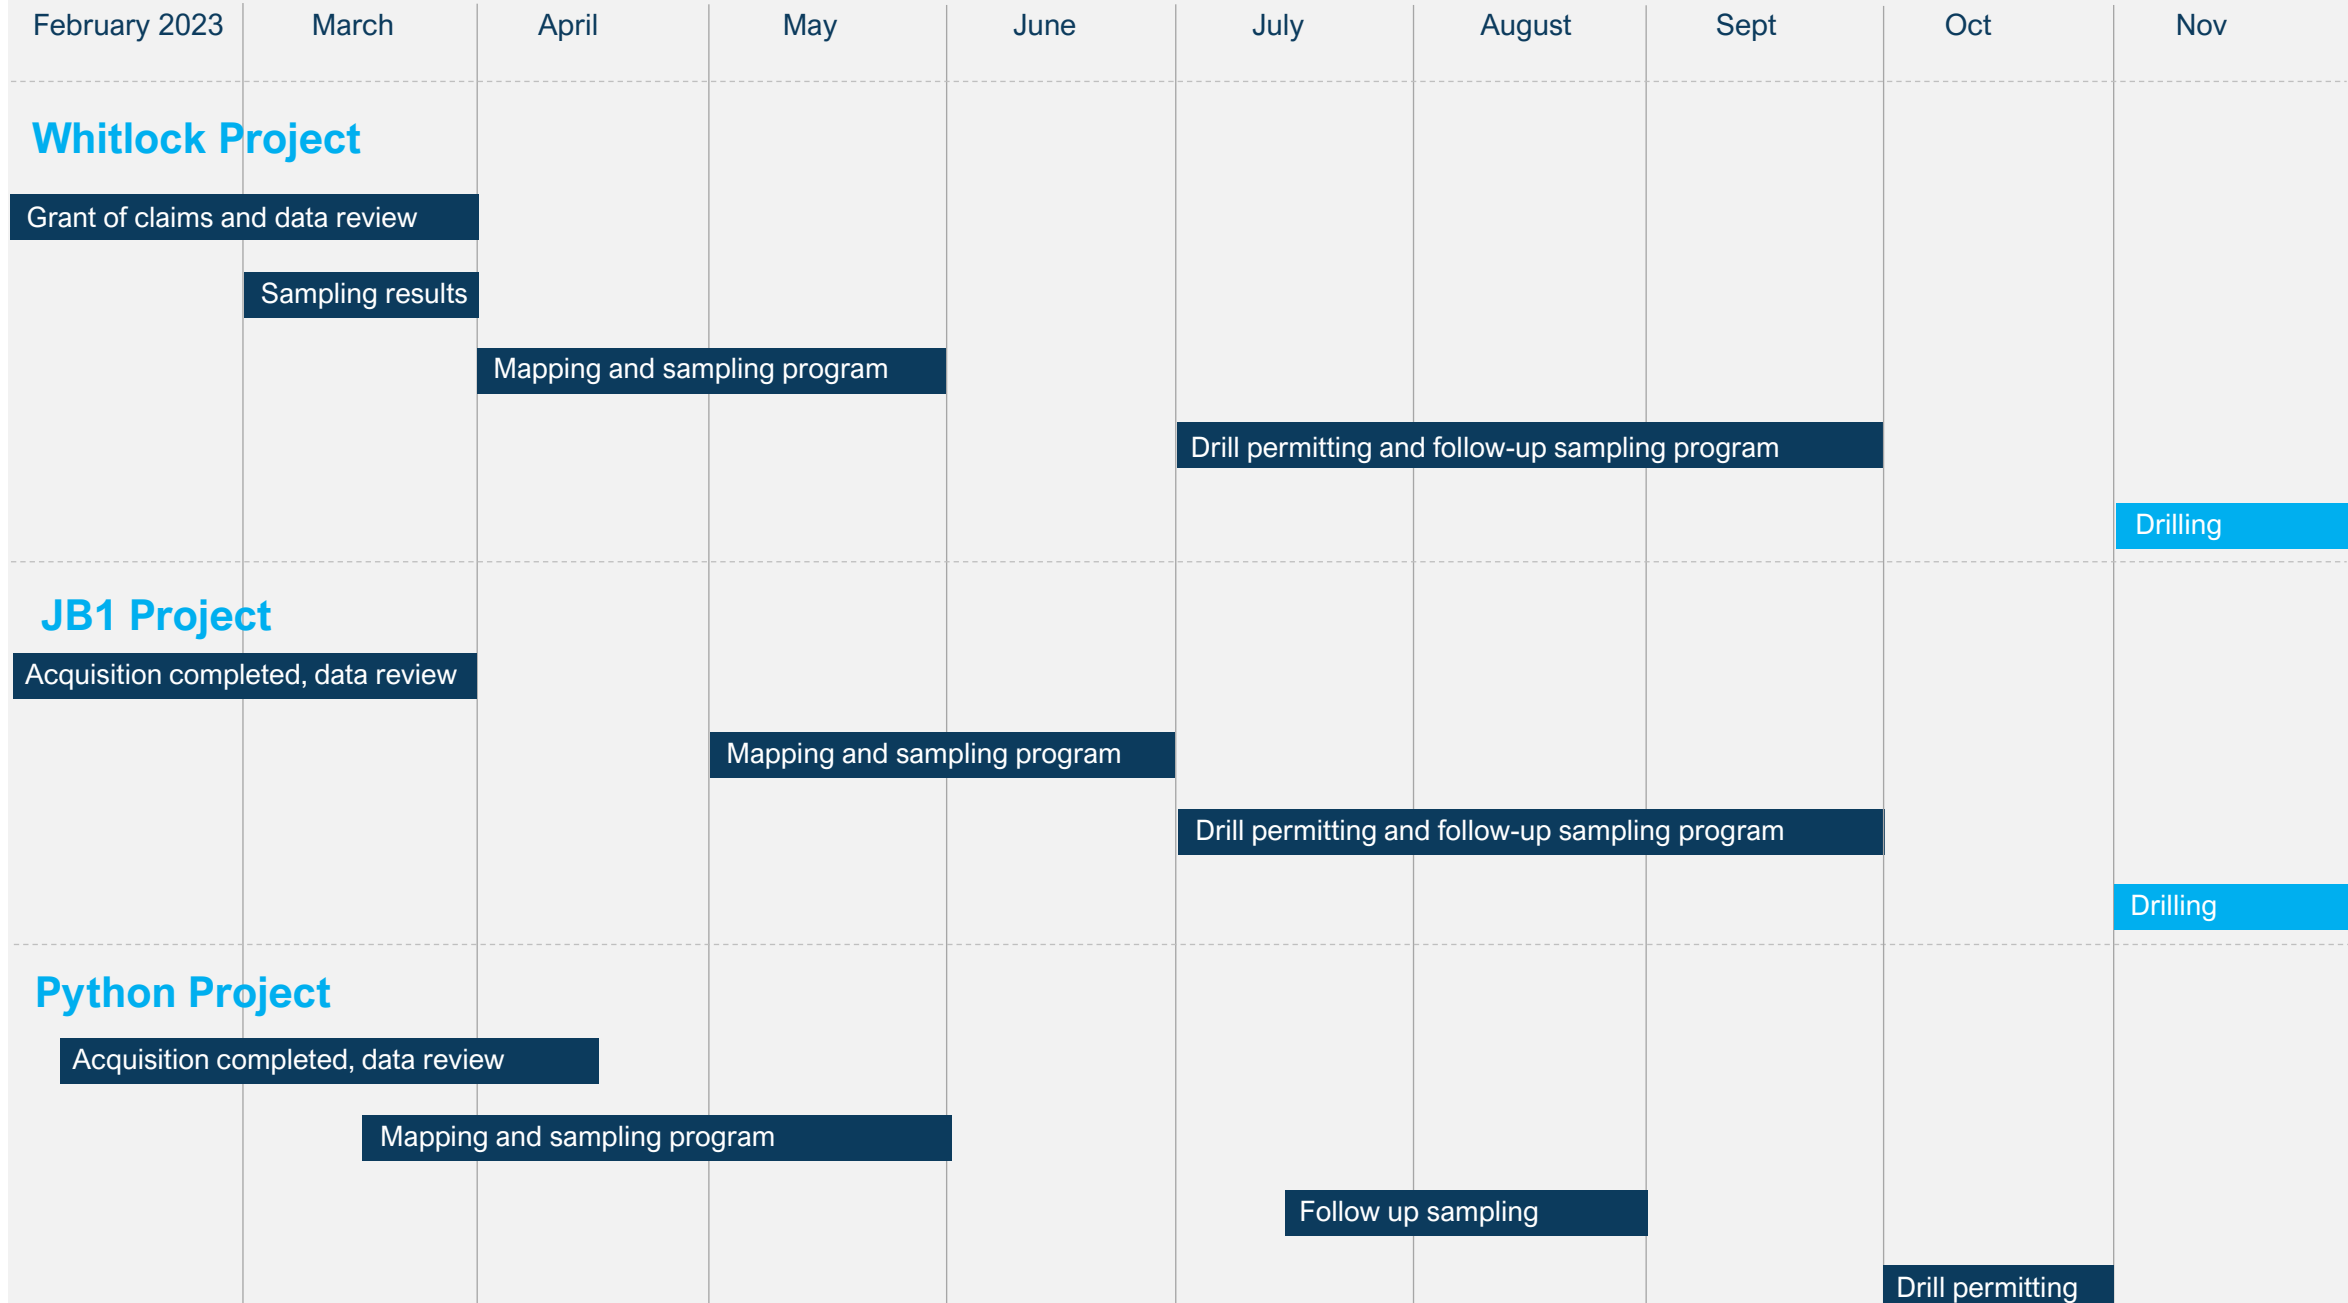 February 2023 March April May June July August Sept Oct Nov
Whitlock Project
Grant of claims and data review
Sampling results
Mapping and sampling program
Drill permitting and follow-up sampling program
Drilling
JB1 Project
Acquisition completed, data review
Mapping and sampling program
Drill permitting and follow-up sampling program
Drilling
Python Project
Acquisition completed, data review
Mapping and sampling program
Follow up sampling
Drill permitting